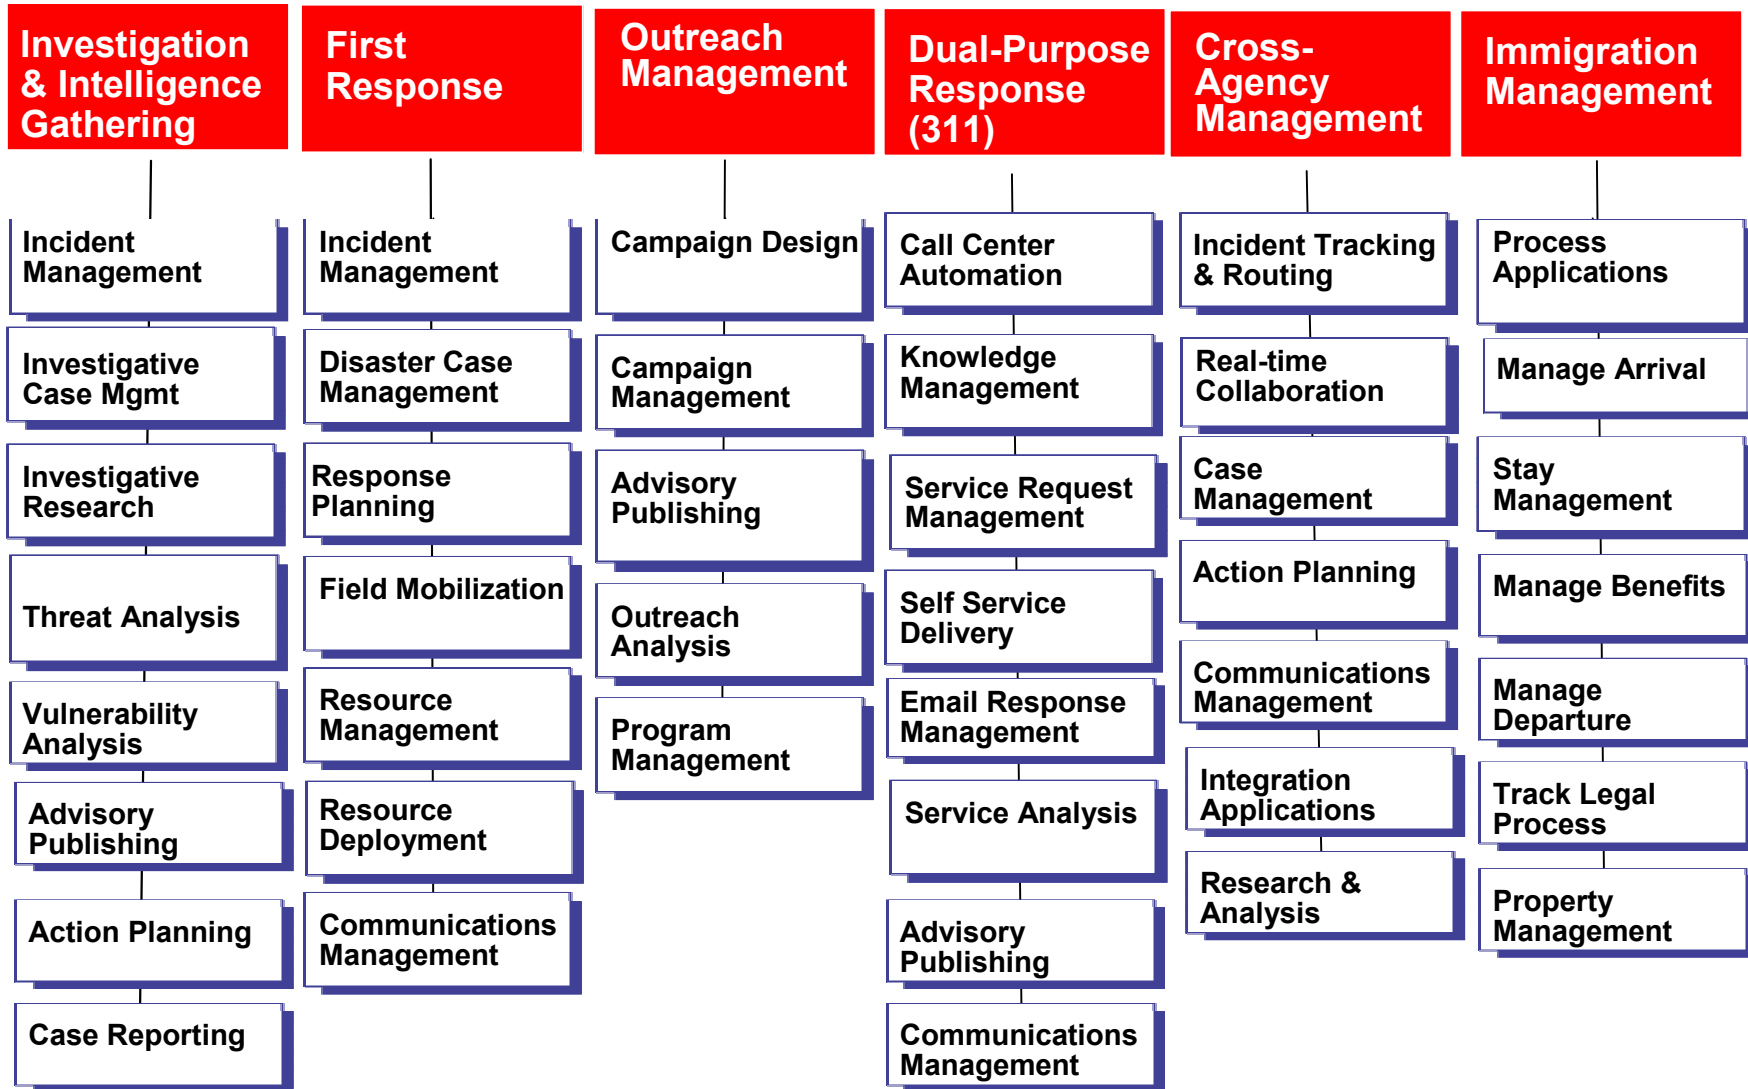 Investigation
& Intelligence
Gathering
Incident
Management
Investigative
Case Mgmt
Investigative
Research
Threat Analysis
Vulnerability
Analysis
Advisory
Publishing
Action Planning
Case Reporting
First
Response
Incident
Management
Disaster Case
Management
Response
Planning
Field Mobilization
Resource
Management
Resource
Deployment
Communications
Management
Outreach
Management
Campaign Design
Campaign
Management
Advisory
Publishing
Outreach
Analysis
Program
Management
Dual-Purpose
Response
(311)
Call Center
Automation
Knowledge
Management
Service Request
Management
Self Service
Delivery
Email Response
Management
Service Analysis
Advisory
Publishing
Communications
Management
Cross-
Agency
Management
Incident Tracking
& Routing
Real-time
Collaboration
Case
Management
Action Planning
Communications
Management
Integration
Applications
Research &
Analysis
Immigration
Management
Process
Applications
Manage Arrival
Stay
Management
Manage Benefits
Manage
Departure
Track Legal
Process
Property
Management